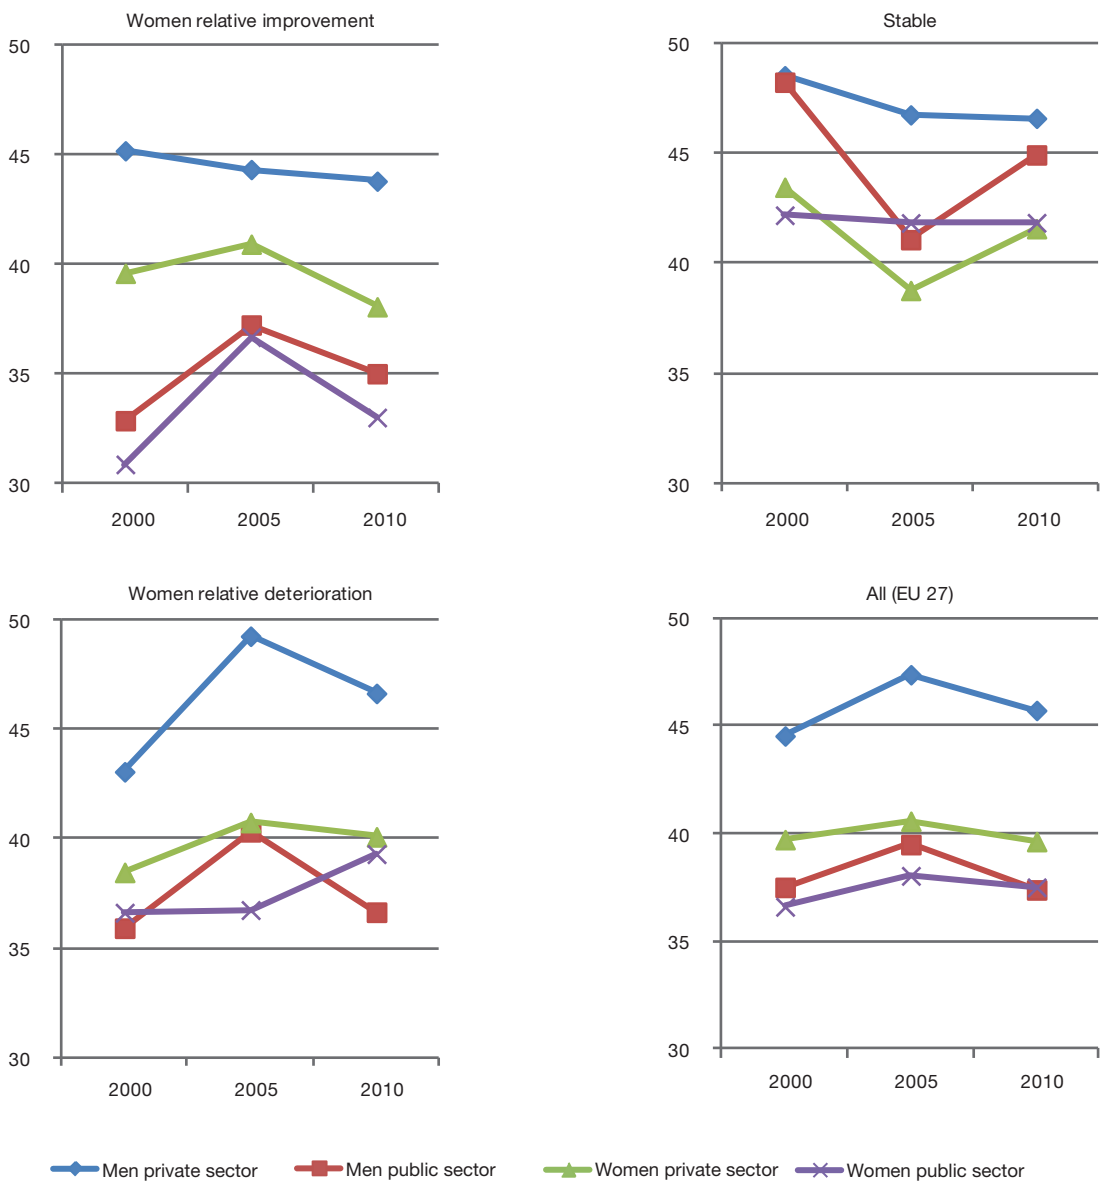 Women relative improvement
50
45
40
35
30
2000 2005 2010
Stable
50
45
40
35
30
2000 2005 2010
Women relative deterioration
50
45
40
35
30
2000 2005 2010
All (EU 27)
50
45
40
35
30
2000 2005 2010
Men private sector Men public sector Women private sector Women public sector